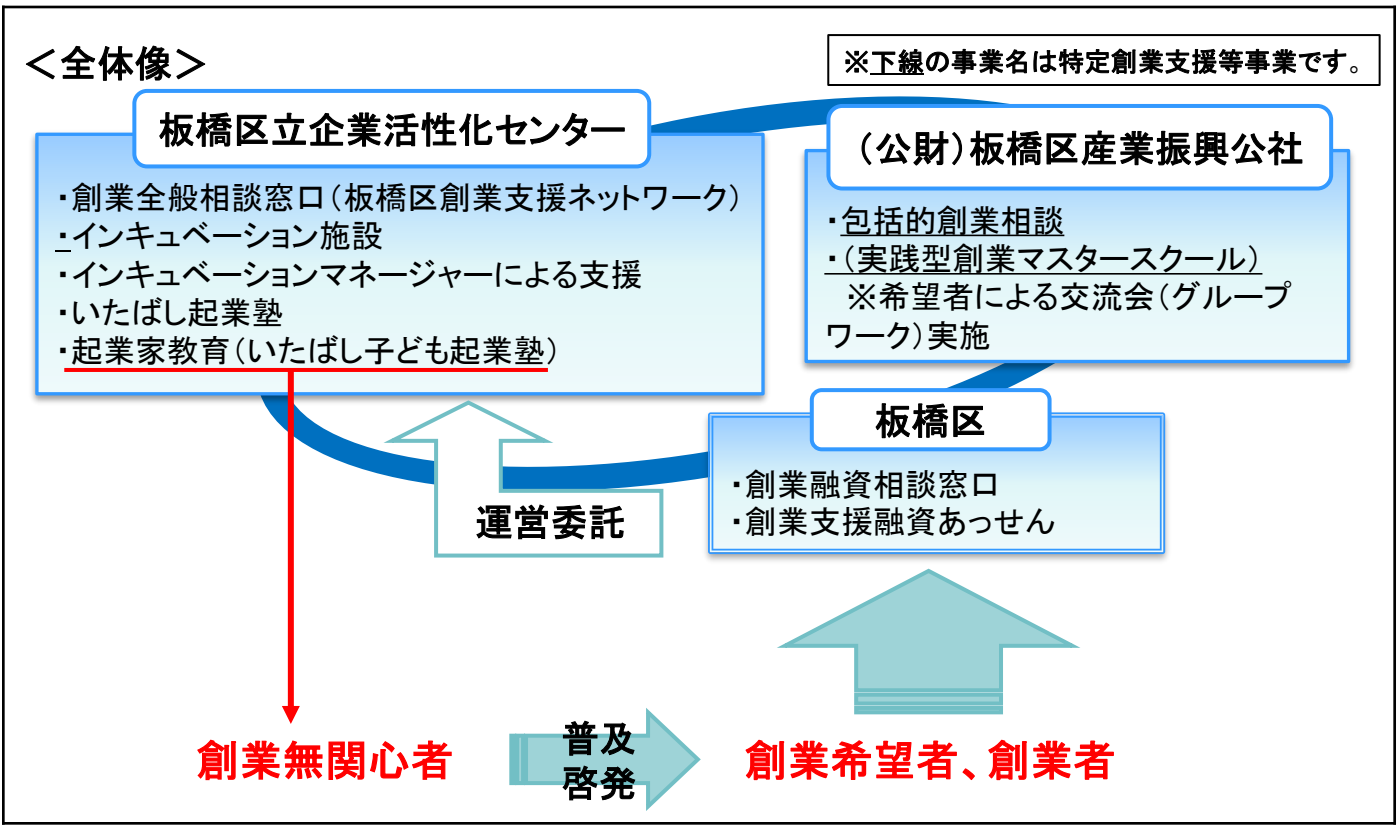 ＜全体像＞
※下線の事業名は特定創業支援等事業です。
板橋区立企業活性化センター
・創業全般相談窓口（板橋区創業支援ネットワーク）
・インキュベーション施設
・インキュベーションマネージャーによる支援
・いたばし起業塾
・起業家教育（いたばし子ども起業塾）
（公財）板橋区産業振興公社
・包括的創業相談
・（実践型創業マスタースクール）
※希望者による交流会（グループ
ワーク）実施
板橋区
・創業融資相談窓口
・創業支援融資あっせん
運営委託
創業無関心者
普及
啓発
創業希望者、創業者